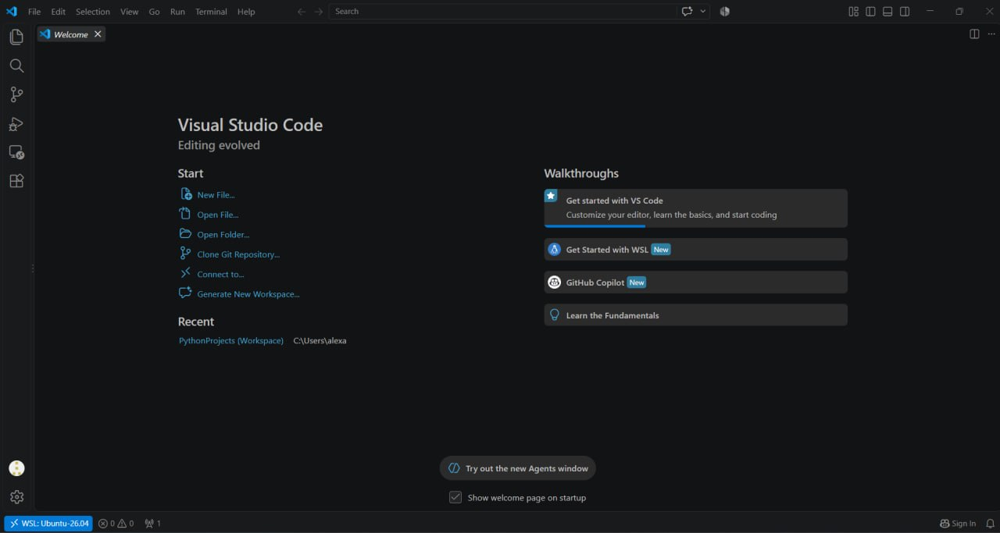 File Edit Selection View Go Run Terminal Help Search
Welcome
Visual Studio Code
Editing evolved
Start
New File...
Open File...
Open Folder...
Clone Git Repository...
Connect to...
Generate New Workspace...
Recent
PythonProjects (Workspace) C:\Users\alexa
Walkthroughs
Get started with VS Code
Customize your editor, learn the basics, and start coding
Get Started with WSL New
GitHub Copilot New
Learn the Fundamentals
Try out the new Agents window
Show welcome page on startup
WSL: Ubuntu-26.04 0 0 1 Sign In